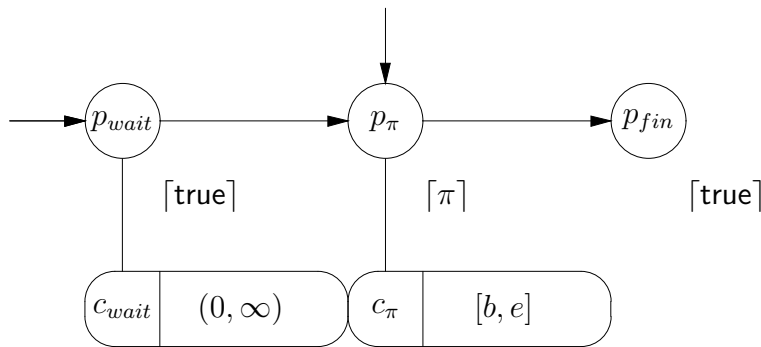 p_wait p_π p_fin
⌈true⌉ ⌈π⌉ ⌈true⌉
c_wait (0, ∞) c_π [b, e]